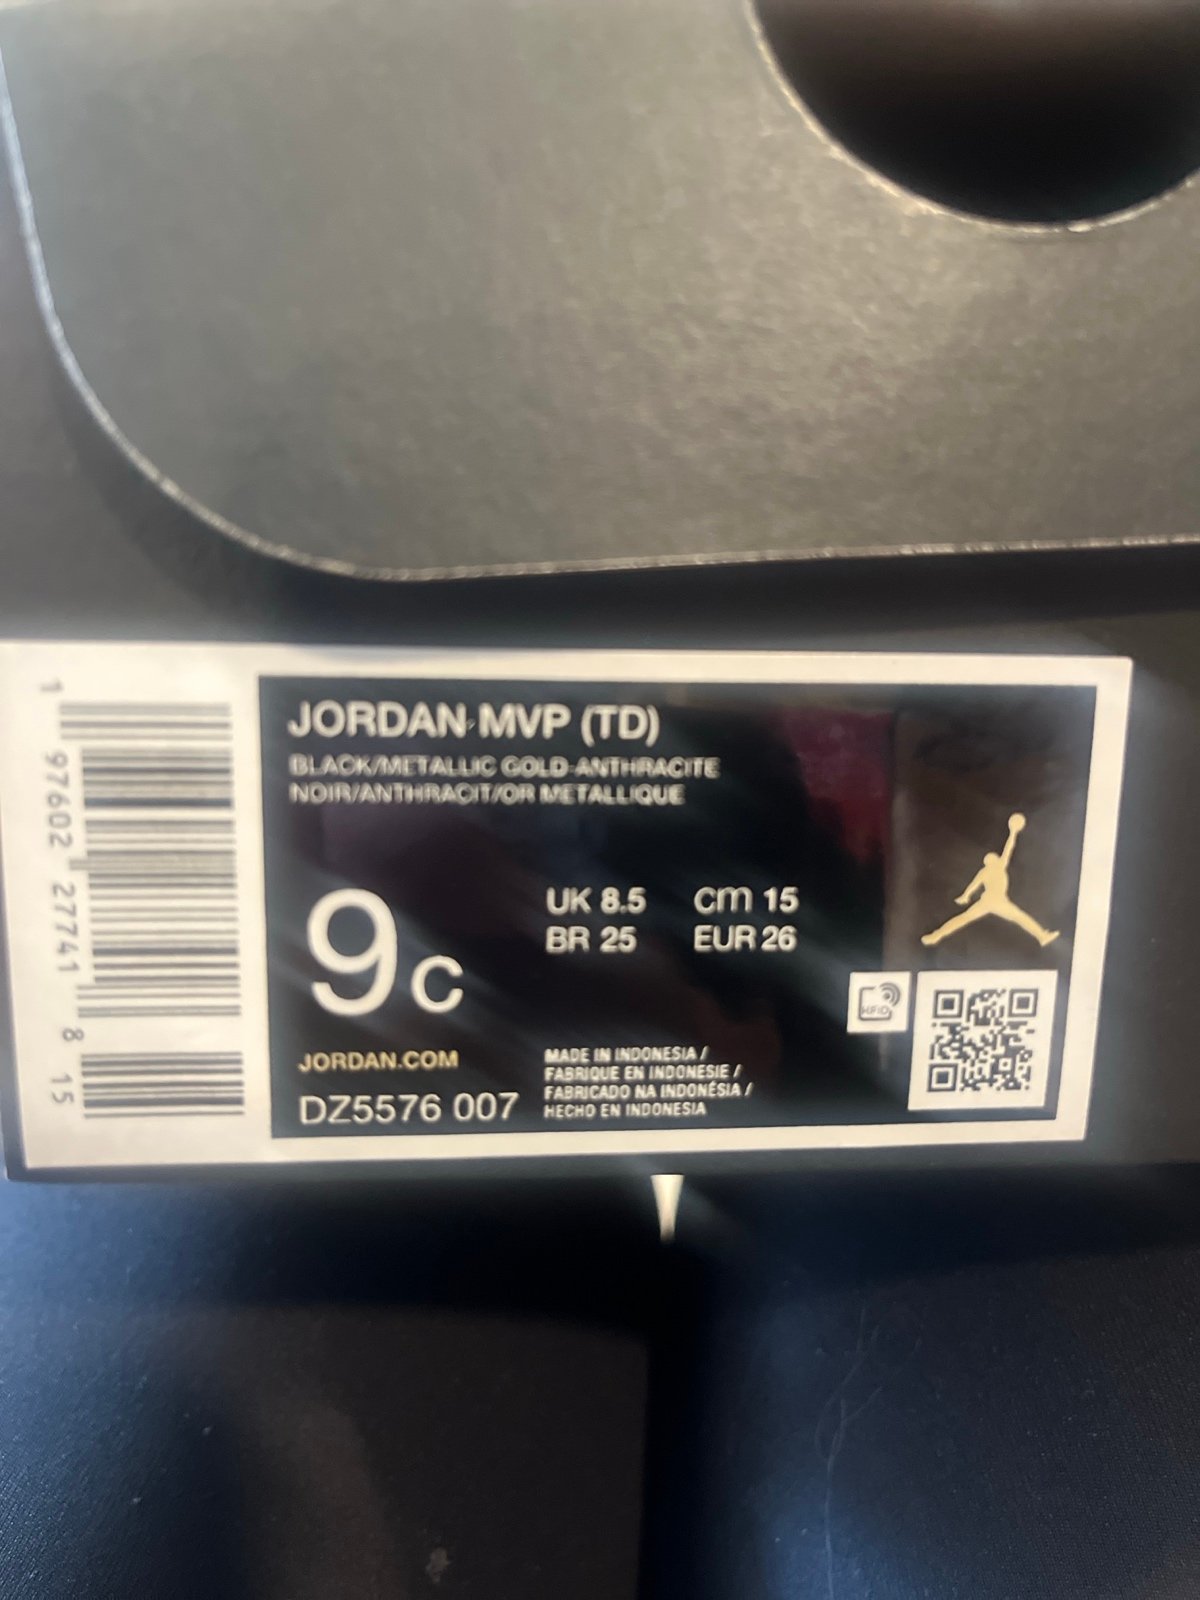 JORDAN MVP (TD)
BLACK/METALLIC GOLD-ANTHRACITE
NOIR/ANTHRACIT/OR METALLIQUE
9C
UK 8.5 cm 15
BR 25 EUR 26
JORDAN.COM
DZ5576 007
MADE IN INDONESIA /
FABRIQUE EN INDONESIE /
FABRICADO NA INDONÉSIA /
HECHO EN INDONESIA
RFID
1 97602 27741 8 15